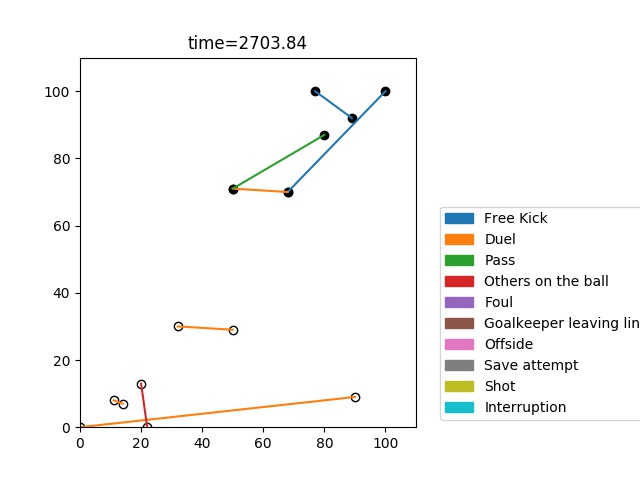 time=2703.84
100
80
60
40
20
0
0 20 40 60 80 100
Free Kick
Duel
Pass
Others on the ball
Foul
Goalkeeper leaving lin
Offside
Save attempt
Shot
Interruption